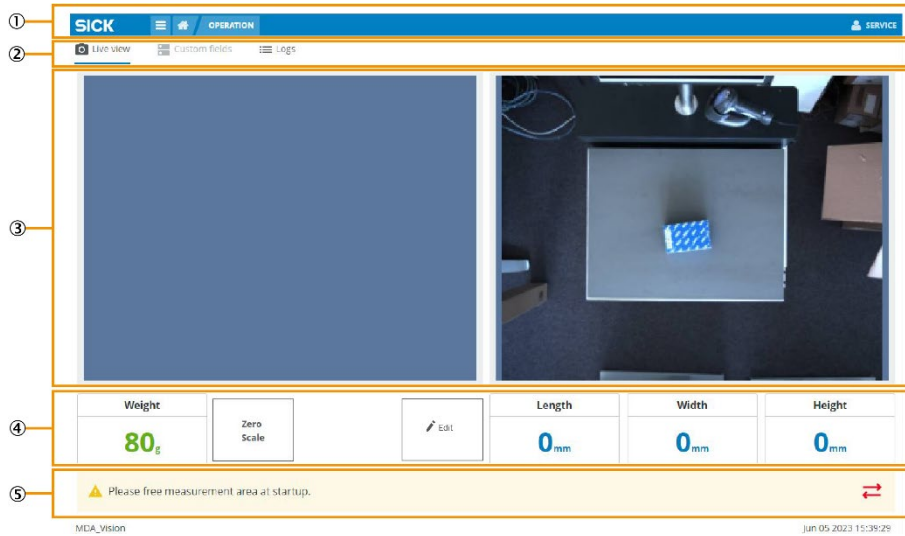 ①
SICK OPERATION SERVICE
②
Live view Custom fields Logs
③
④
Weight Length Width Height
80g Zero Scale Edit 0mm 0mm 0mm
⑤
Please free measurement area at startup.
MDA_Vision Jun 05 2023 15:39:29